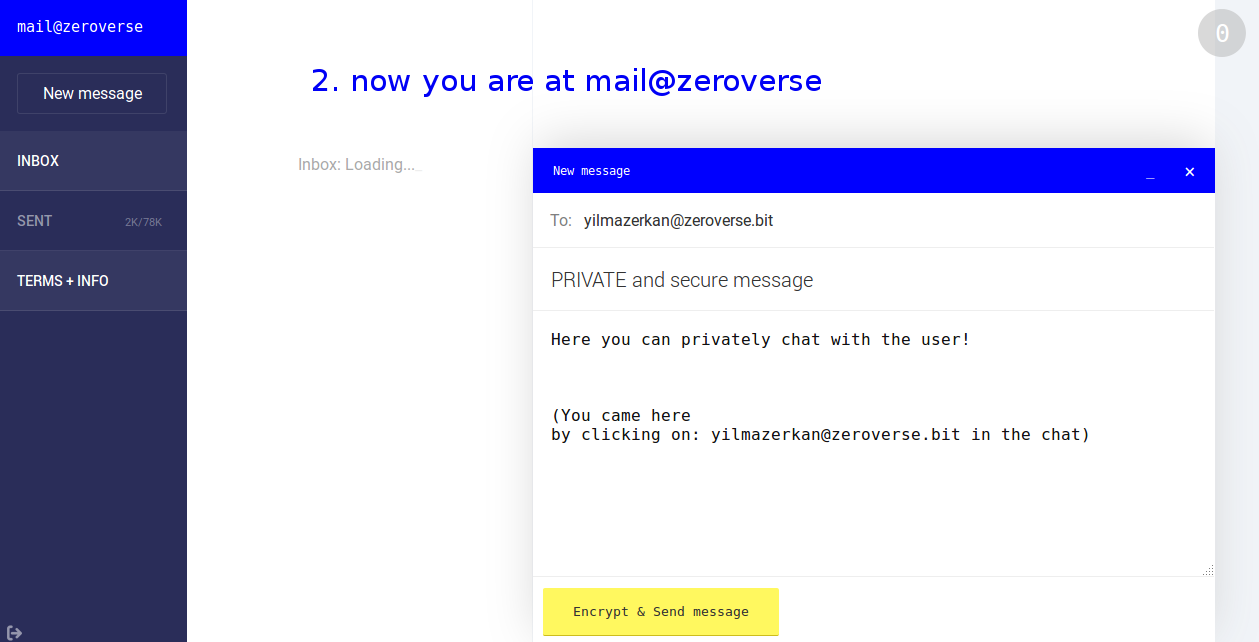 mail@zeroverse
New message
INBOX
SENT 2K/78K
TERMS + INFO
2. now you are at mail@zeroverse
0
Inbox: Loading..._
New message _ ×
To: yilmazerkan@zeroverse.bit
PRIVATE and secure message
Here you can privately chat with the user!
(You came here
by clicking on: yilmazerkan@zeroverse.bit in the chat)
Encrypt & Send message